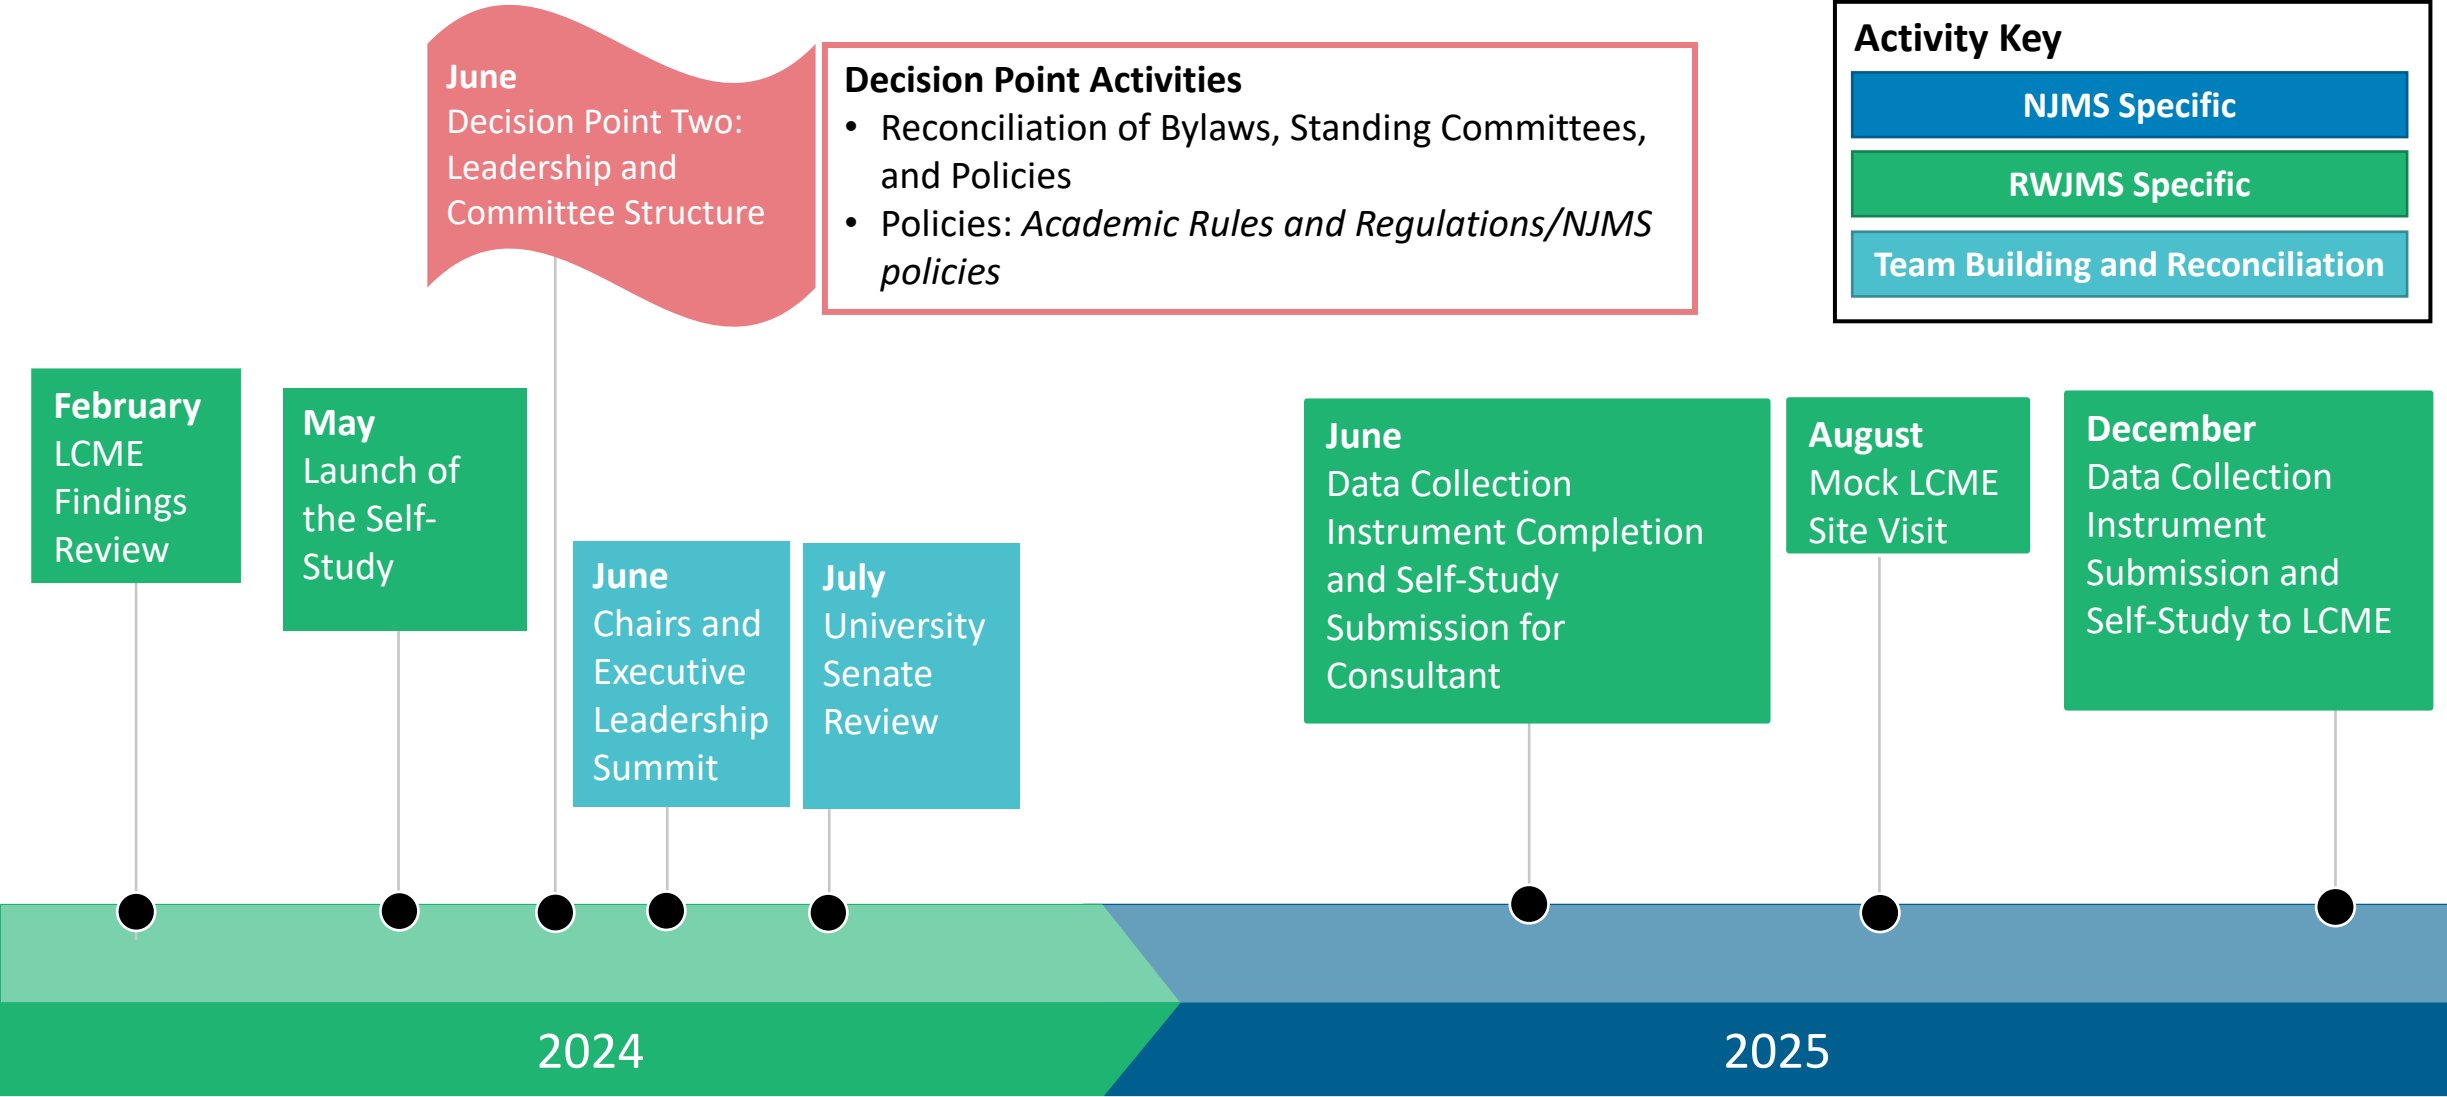 June
Decision Point Two:
Leadership and
Committee Structure
Decision Point Activities
• Reconciliation of Bylaws, Standing Committees,
and Policies
• Policies: Academic Rules and Regulations/NJMS
policies
Activity Key
NJMS Specific
RWJMS Specific
Team Building and Reconciliation
February
LCME
Findings
Review
May
Launch of
the Self-
Study
June
Chairs and
Executive
Leadership
Summit
July
University
Senate
Review
June
Data Collection
Instrument Completion
and Self-Study
Submission for
Consultant
August
Mock LCME
Site Visit
December
Data Collection
Instrument
Submission and
Self-Study to LCME
2024
2025